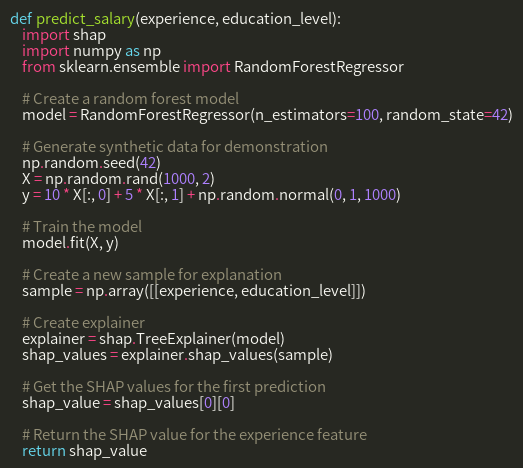 def predict_salary(experience, education_level):
    import shap
    import numpy as np
    from sklearn.ensemble import RandomForestRegressor

    # Create a random forest model
    model = RandomForestRegressor(n_estimators=100, random_state=42)

    # Generate synthetic data for demonstration
    np.random.seed(42)
    X = np.random.rand(1000, 2)
    y = 10 * X[:, 0] + 5 * X[:, 1] + np.random.normal(0, 1, 1000)

    # Train the model
    model.fit(X, y)

    # Create a new sample for explanation
    sample = np.array([[experience, education_level]])

    # Create explainer
    explainer = shap.TreeExplainer(model)
    shap_values = explainer.shap_values(sample)

    # Get the SHAP values for the first prediction
    shap_value = shap_values[0][0]

    # Return the SHAP value for the experience feature
    return shap_value